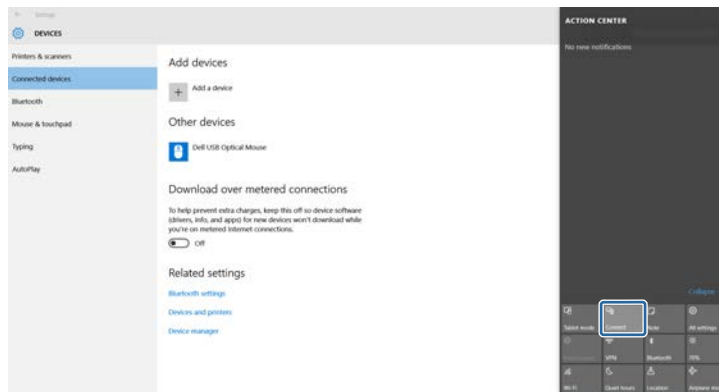 Settings
DEVICES
Printers & scanners
Connected devices
Bluetooth
Mouse & touchpad
Typing
AutoPlay
Add devices
Add a device
Other devices
Dell USB Optical Mouse
Download over metered connections
To help prevent extra charges, keep this off so device software
(drivers, info, and apps) for new devices won't download while
you're on metered Internet connections.
Off
Related settings
Bluetooth settings
Devices and printers
Device manager
ACTION CENTER
No new notifications
Collapse
Tablet mode
Connect
Note
All settings
VPN
Bluetooth
70%
Wi-Fi
Quiet hours
Location
Airplane mo